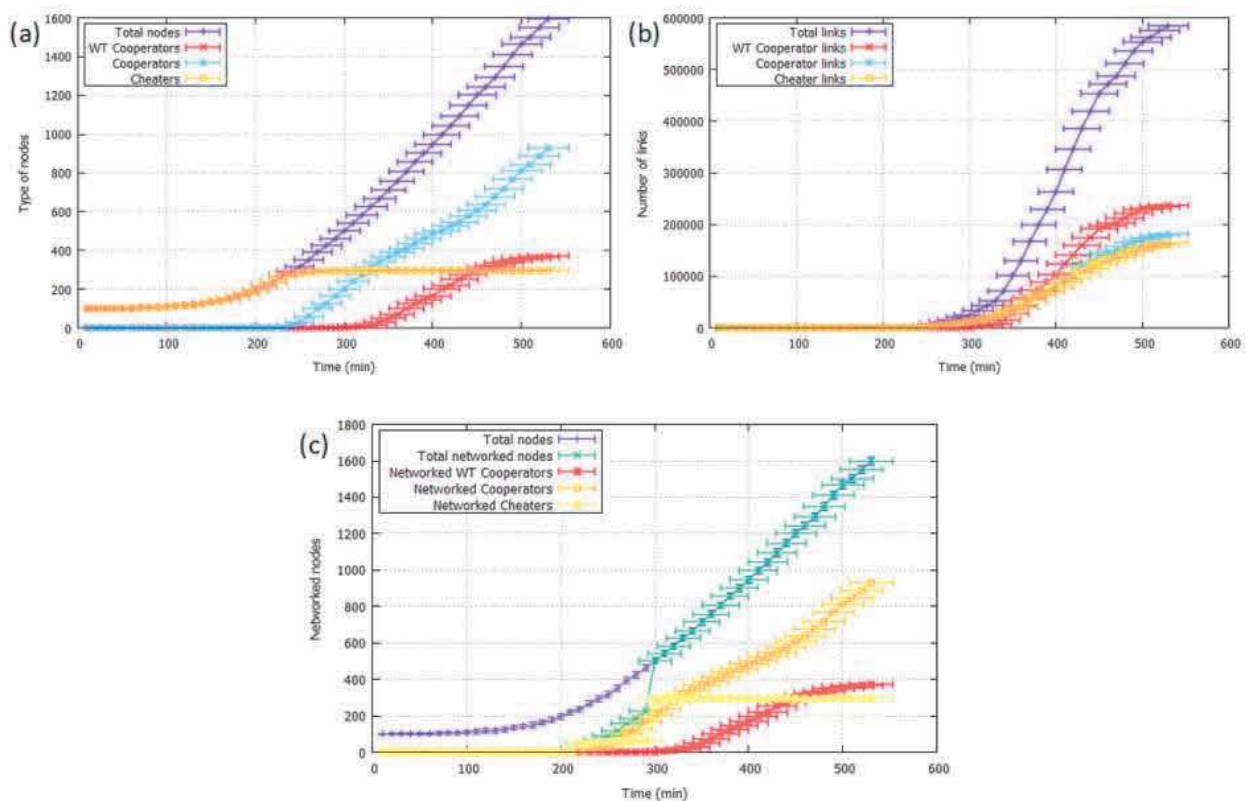 (a)
Total nodes
WT Cooperators
Cooperators
Cheaters
1600
1400
1200
1000
800
600
400
200
0
Type of nodes
0 100 200 300 400 500 600
Time (min)
(b)
Total links
WT Cooperator links
Cooperator links
Cheater links
600000
500000
400000
300000
200000
100000
0
Number of links
0 100 200 300 400 500 600
Time (min)
(c)
Total nodes
Total networked nodes
Networked WT Cooperators
Networked Cooperators
Networked Cheaters
1800
1600
1400
1200
1000
800
600
400
200
0
Networked nodes
0 100 200 300 400 500 600
Time (min)